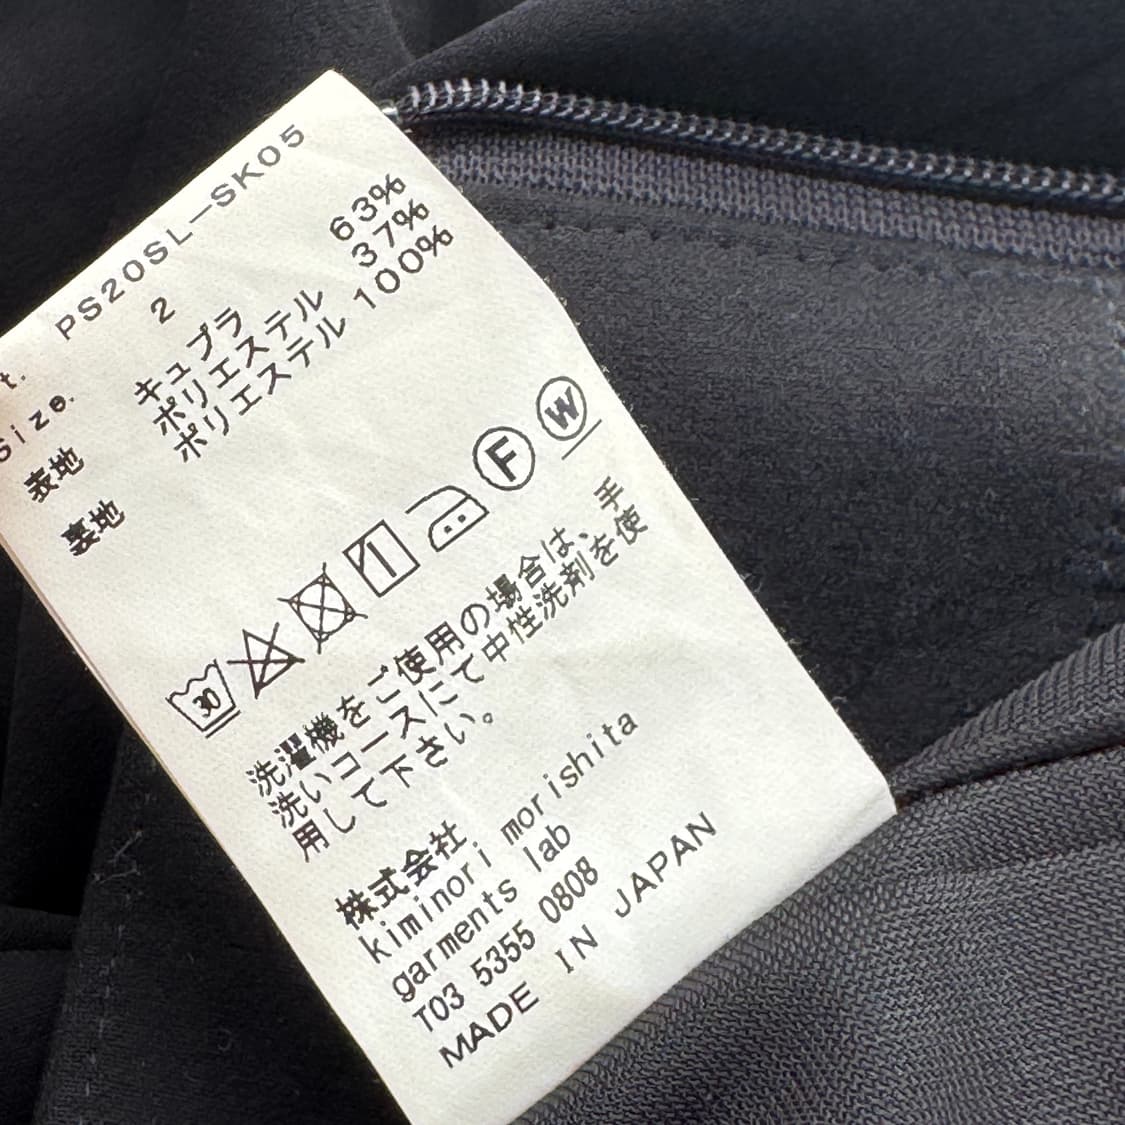 t. PS20SL-SK05
Size. 2
表地 キュプラ 63%
ポリエステル 37%
裏地 ポリエステル 100%
30 F W
洗濯機をご使用の場合は、手
洗いコースにて中性洗剤を使
用して下さい。
株式会社
kiminori morishita
garments lab
T03 5355 0808
MADE IN JAPAN